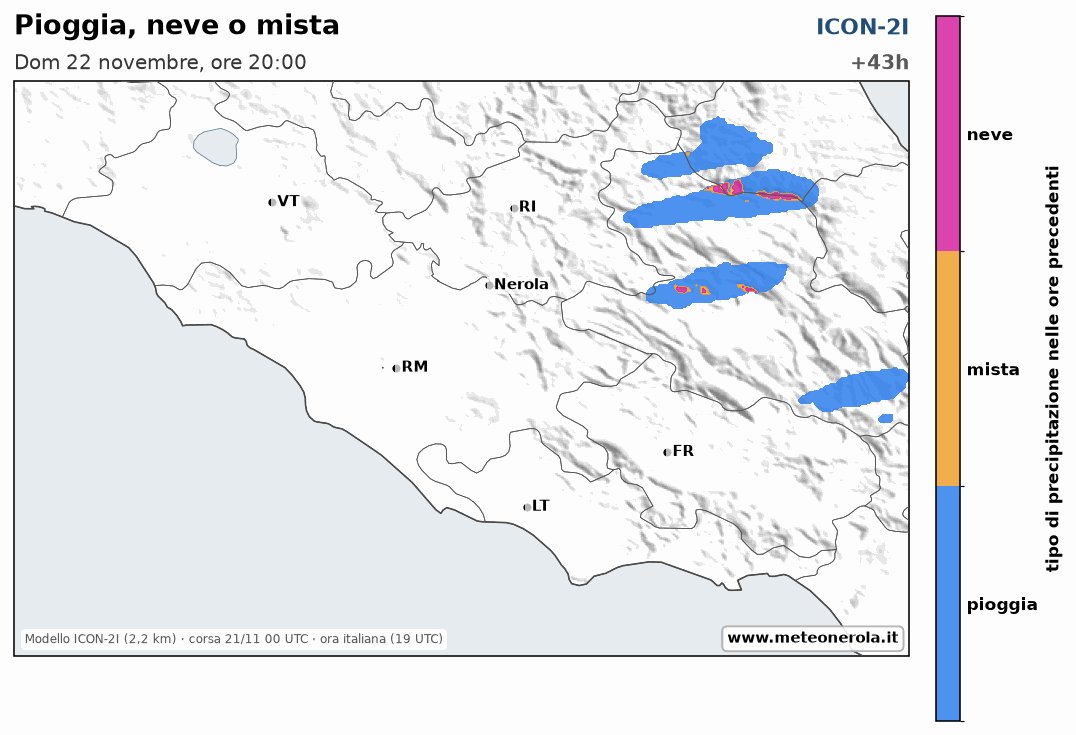 Pioggia, neve o mista
ICON-2I
Dom 22 novembre, ore 20:00
+43h
neve
VT
RI
Nerola
mista
RM
FR
LT
pioggia
tipo di precipitazione nelle ore precedenti
Modello ICON-2I (2,2 km) · corsa 21/11 00 UTC · ora italiana (19 UTC)
www.meteonerola.it